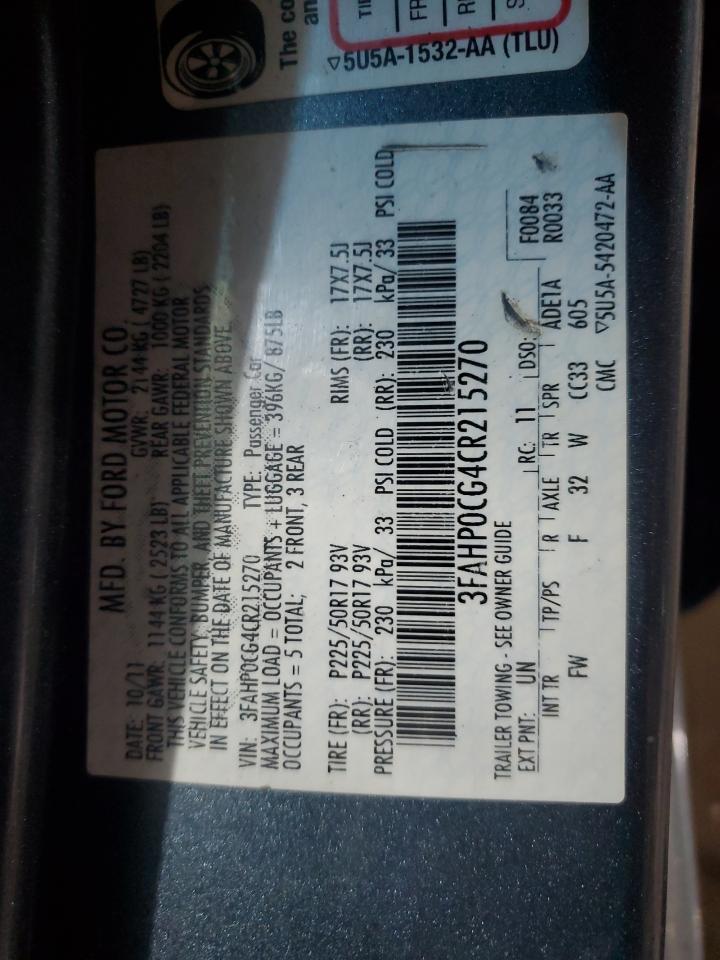 The co
an
TI
FR
R
S
▽5U5A-1532-AA (TLU)
MFD. BY FORD MOTOR CO.
DATE: 10/11 GVWR: 2144KG ( 4727 LB)
FRONT GAWR: 1144KG ( 2523 LB) REAR GAWR: 1000 KG ( 2204 LB)
THIS VEHICLE CONFORMS TO ALL APPLICABLE FEDERAL MOTOR
VEHICLE SAFETY, BUMPER, AND THEFT PREVENTION STANDARDS
IN EFFECT ON THE DATE OF MANUFACTURE SHOWN ABOVE.
VIN: 3FAHP0CG4CR215270 TYPE: Passenger Car
MAXIMUM LOAD = OCCUPANTS + LUGGAGE = 396KG/ 875LB
OCCUPANTS = 5 TOTAL; 2 FRONT, 3 REAR
TIRE (FR): P225/50R17 93V RIMS (FR): 17X7.5J
(RR): P225/50R17 93V (RR): 17X7.5J
PRESSURE (FR): 230 kPa/ 33 PSI COLD (RR): 230 kPa/ 33 PSI COLD
3FAHP0CG4CR215270
TRAILER TOWING - SEE OWNER GUIDE
EXT PNT: UN RC: 11 DSO: F0084
R0033
INT TR TP/PS R AXLE TR SPR ADETA
FW F 32 W CC33 605
CMC ▽5U5A-5420472-AA